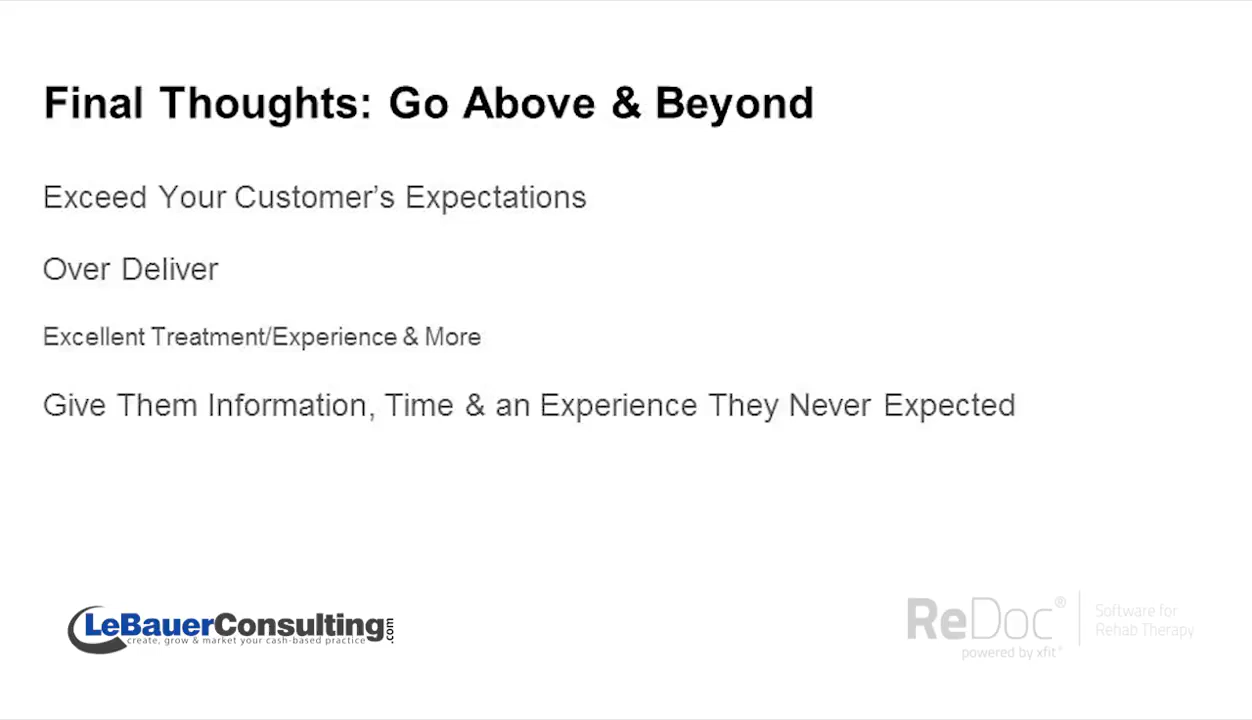 Final Thoughts: Go Above & Beyond
Exceed Your Customer’s Expectations
Over Deliver
Excellent Treatment/Experience & More
Give Them Information, Time & an Experience They Never Expected
LeBauerConsulting.com
create, grow & market your cash-based practice
ReDoc®
powered by xfit®
Software for
Rehab Therapy